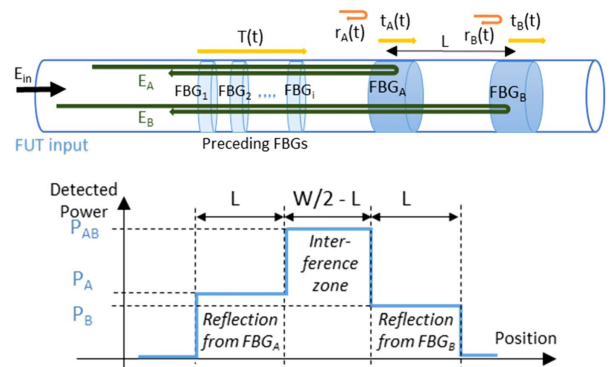 r_A(t) t_A(t) r_B(t) t_B(t)
T(t) L
E_in
E_A FBG_1 FBG_2 ,,,, FBG_i FBG_A FBG_B
E_B
FUT input Preceding FBGs
Detected
Power
L W/2 - L L
P_AB
Inter-
ference
zone
P_A
P_B
Reflection
from FBG_A
Reflection
from FBG_B
Position